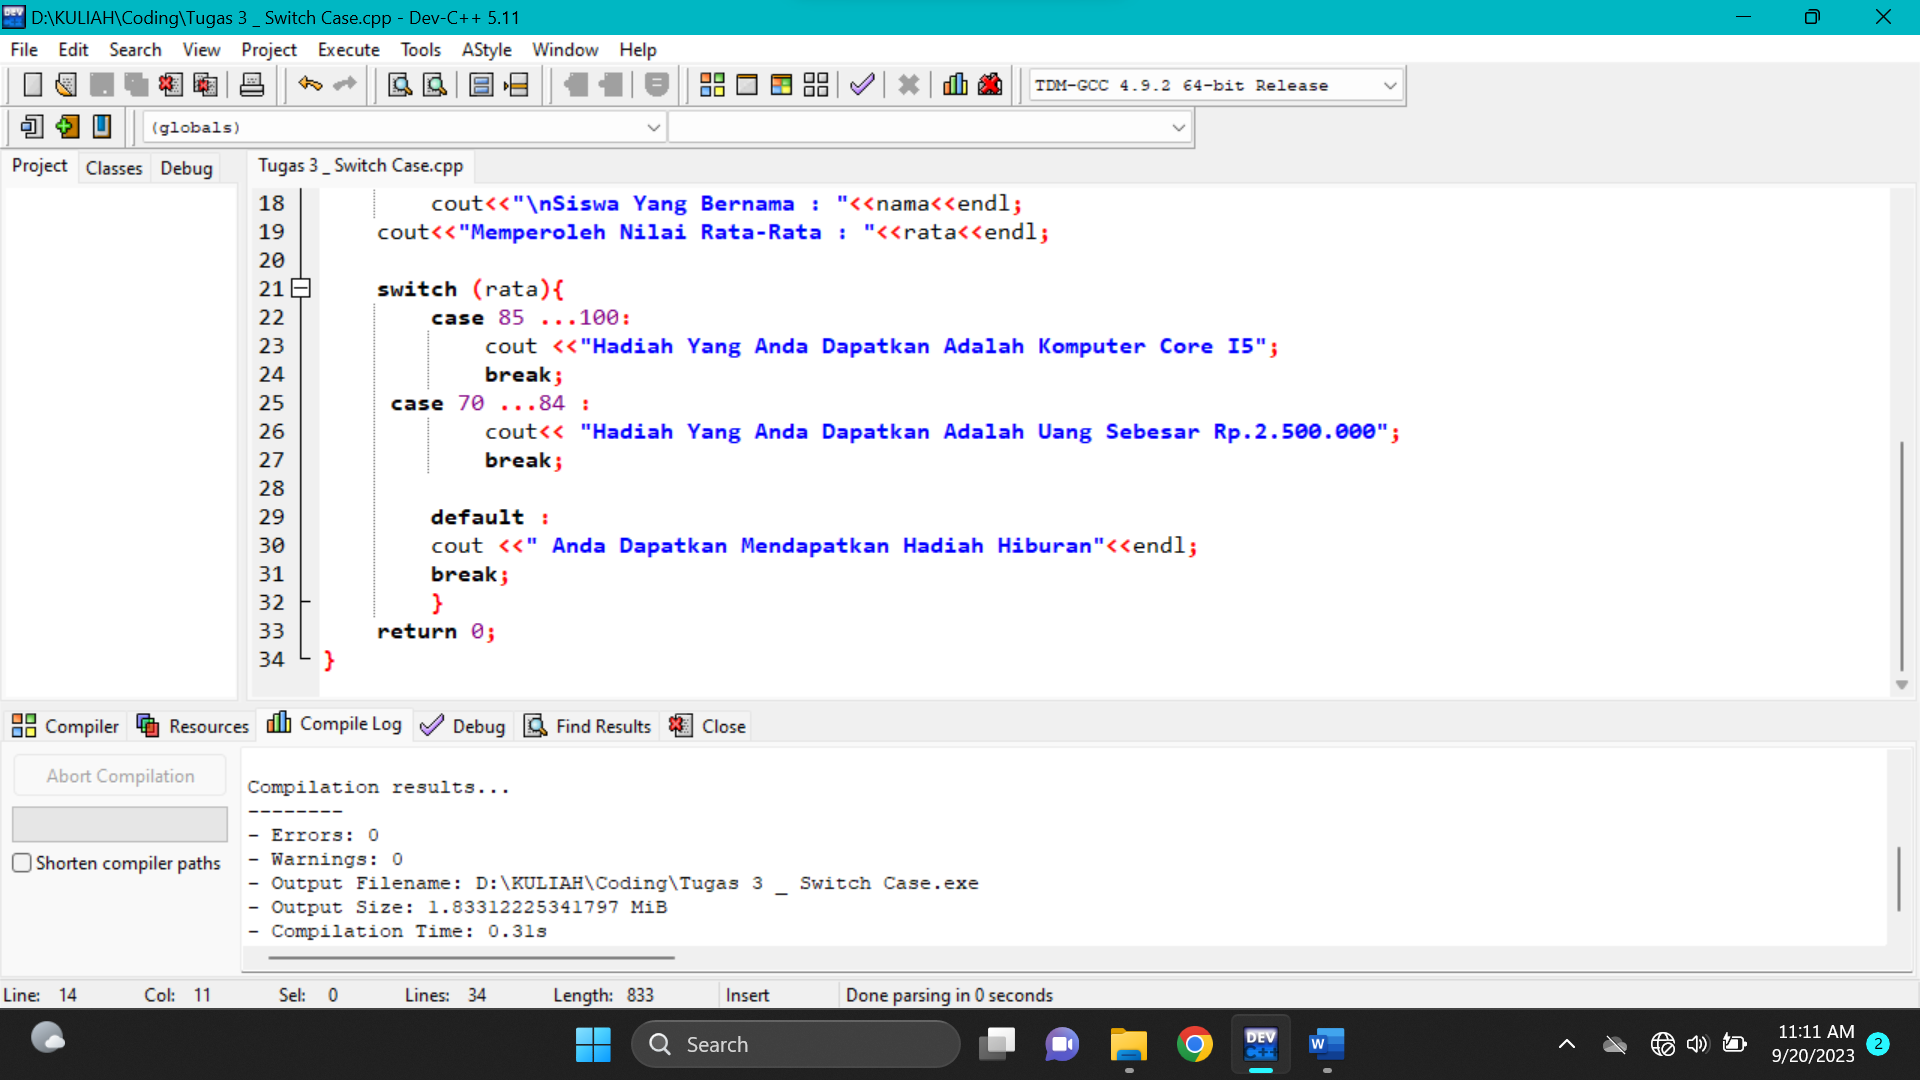 D:\KULIAH\Coding\Tugas 3 _ Switch Case.cpp - Dev-C++ 5.11
File Edit Search View Project Execute Tools AStyle Window Help
TDM-GCC 4.9.2 64-bit Release
(globals)
Project Classes Debug
Tugas 3 _ Switch Case.cpp
18 cout<<"\nSiswa Yang Bernama : "<<nama<<endl;
19 cout<<"Memperoleh Nilai Rata-Rata : "<<rata<<endl;
20
21 switch (rata){
22 case 85 ...100:
23 cout <<"Hadiah Yang Anda Dapatkan Adalah Komputer Core I5";
24 break;
25 case 70 ...84 :
26 cout<< "Hadiah Yang Anda Dapatkan Adalah Uang Sebesar Rp.2.500.000";
27 break;
28
29 default :
30 cout <<" Anda Dapatkan Mendapatkan Hadiah Hiburan"<<endl;
31 break;
32 }
33 return 0;
34 }
Compiler Resources Compile Log Debug Find Results Close
Abort Compilation
Shorten compiler paths
Compilation results...
--------
- Errors: 0
- Warnings: 0
- Output Filename: D:\KULIAH\Coding\Tugas 3 _ Switch Case.exe
- Output Size: 1.83312225341797 MiB
- Compilation Time: 0.31s
Line: 14 Col: 11 Sel: 0 Lines: 34 Length: 833 Insert Done parsing in 0 seconds
Search
DEV C++
W
11:11 AM
9/20/2023
2